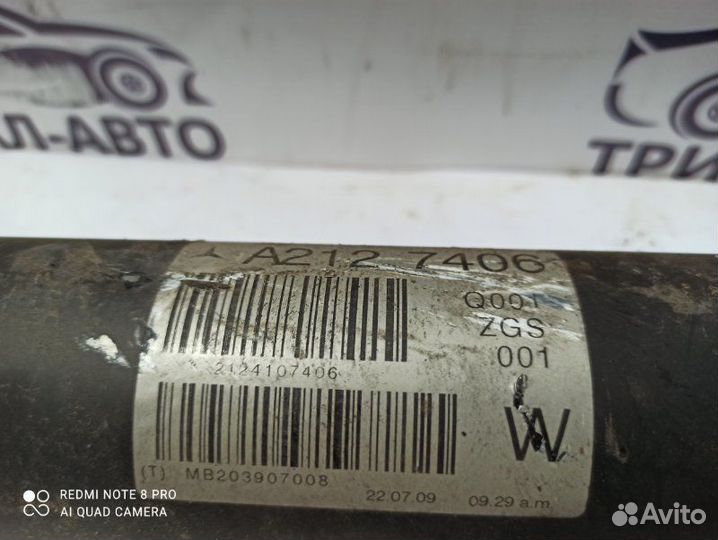 Л-АВТО
ТРИ
A212 7406
Q001
ZGS
001
2124107406
W
(T) MB203907008
22.07.09 09.29 a.m.
REDMI NOTE 8 PRO
AI QUAD CAMERA
Avito